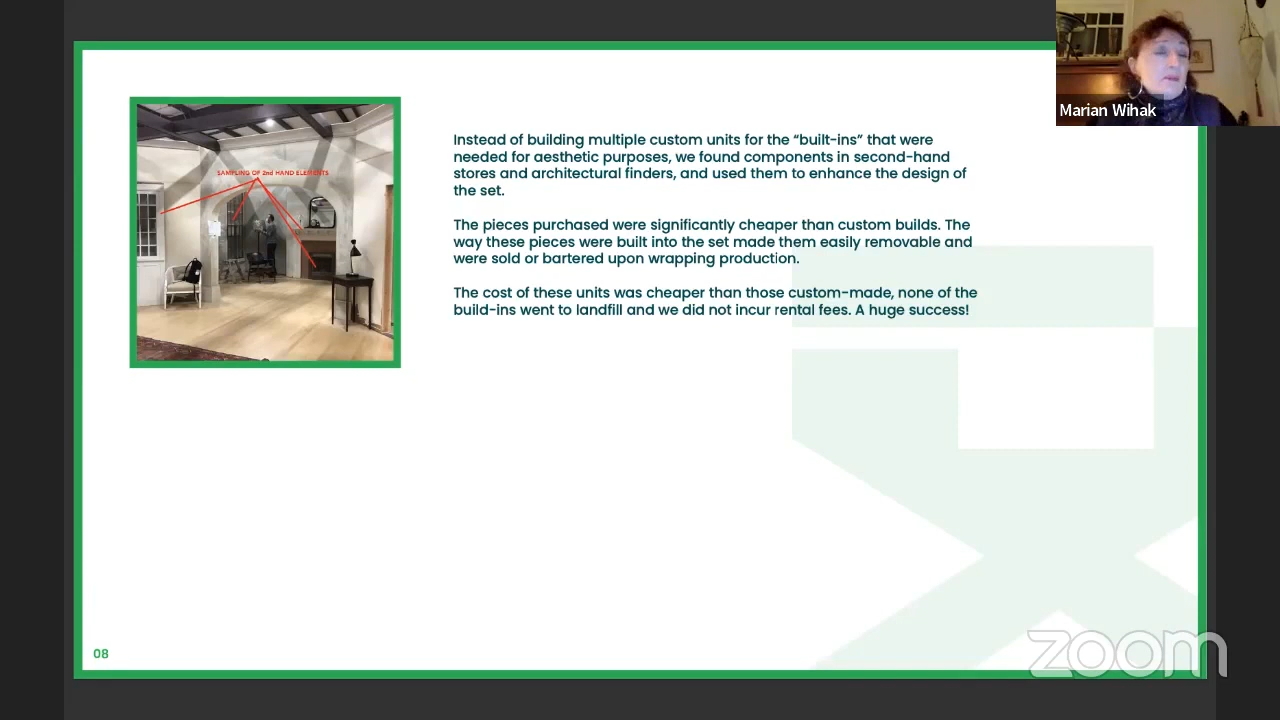 Marian Wihak
SAMPLING OF 2nd HAND ELEMENTS
Instead of building multiple custom units for the “built-ins” that were
needed for aesthetic purposes, we found components in second-hand
stores and architectural finders, and used them to enhance the design of
the set.
The pieces purchased were significantly cheaper than custom builds. The
way these pieces were built into the set made them easily removable and
were sold or bartered upon wrapping production.
The cost of these units was cheaper than those custom-made, none of the
build-ins went to landfill and we did not incur rental fees. A huge success!
08
zoom